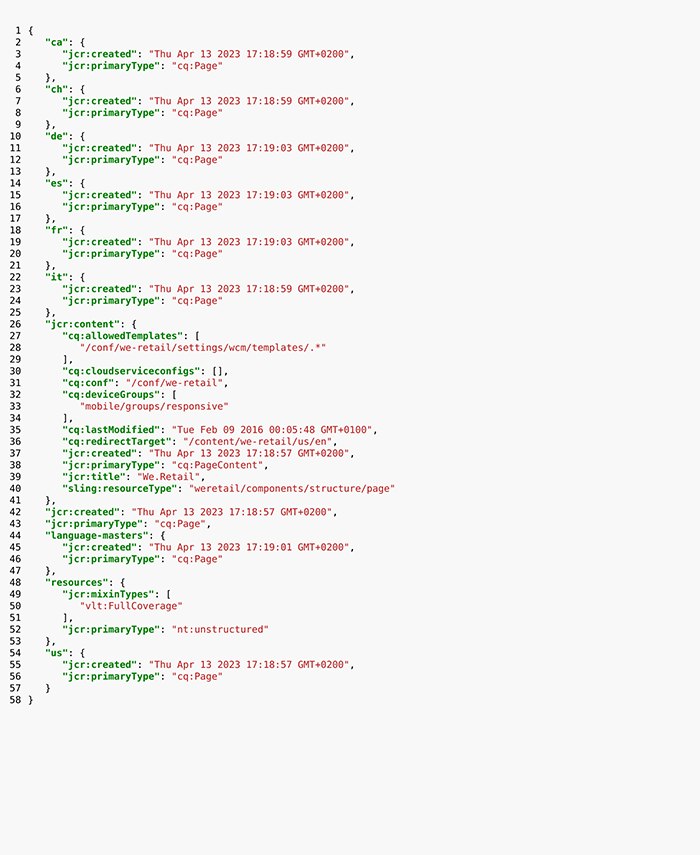 1 {
2 "ca": {
3 "jcr:created": "Thu Apr 13 2023 17:18:59 GMT+0200",
4 "jcr:primaryType": "cq:Page"
5 },
6 "ch": {
7 "jcr:created": "Thu Apr 13 2023 17:18:59 GMT+0200",
8 "jcr:primaryType": "cq:Page"
9 },
10 "de": {
11 "jcr:created": "Thu Apr 13 2023 17:19:03 GMT+0200",
12 "jcr:primaryType": "cq:Page"
13 },
14 "es": {
15 "jcr:created": "Thu Apr 13 2023 17:19:03 GMT+0200",
16 "jcr:primaryType": "cq:Page"
17 },
18 "fr": {
19 "jcr:created": "Thu Apr 13 2023 17:19:03 GMT+0200",
20 "jcr:primaryType": "cq:Page"
21 },
22 "it": {
23 "jcr:created": "Thu Apr 13 2023 17:18:59 GMT+0200",
24 "jcr:primaryType": "cq:Page"
25 },
26 "jcr:content": {
27 "cq:allowedTemplates": [
28 "/conf/we-retail/settings/wcm/templates/.*"
29 ],
30 "cq:cloudserviceconfigs": [],
31 "cq:conf": "/conf/we-retail",
32 "cq:deviceGroups": [
33 "mobile/groups/responsive"
34 ],
35 "cq:lastModified": "Tue Feb 09 2016 00:05:48 GMT+0100",
36 "cq:redirectTarget": "/content/we-retail/us/en",
37 "jcr:created": "Thu Apr 13 2023 17:18:57 GMT+0200",
38 "jcr:primaryType": "cq:PageContent",
39 "jcr:title": "We.Retail",
40 "sling:resourceType": "weretail/components/structure/page"
41 },
42 "jcr:created": "Thu Apr 13 2023 17:18:57 GMT+0200",
43 "jcr:primaryType": "cq:Page",
44 "language-masters": {
45 "jcr:created": "Thu Apr 13 2023 17:19:01 GMT+0200",
46 "jcr:primaryType": "cq:Page"
47 },
48 "resources": {
49 "jcr:mixinTypes": [
50 "vlt:FullCoverage"
51 ],
52 "jcr:primaryType": "nt:unstructured"
53 },
54 "us": {
55 "jcr:created": "Thu Apr 13 2023 17:18:57 GMT+0200",
56 "jcr:primaryType": "cq:Page"
57 }
58 }